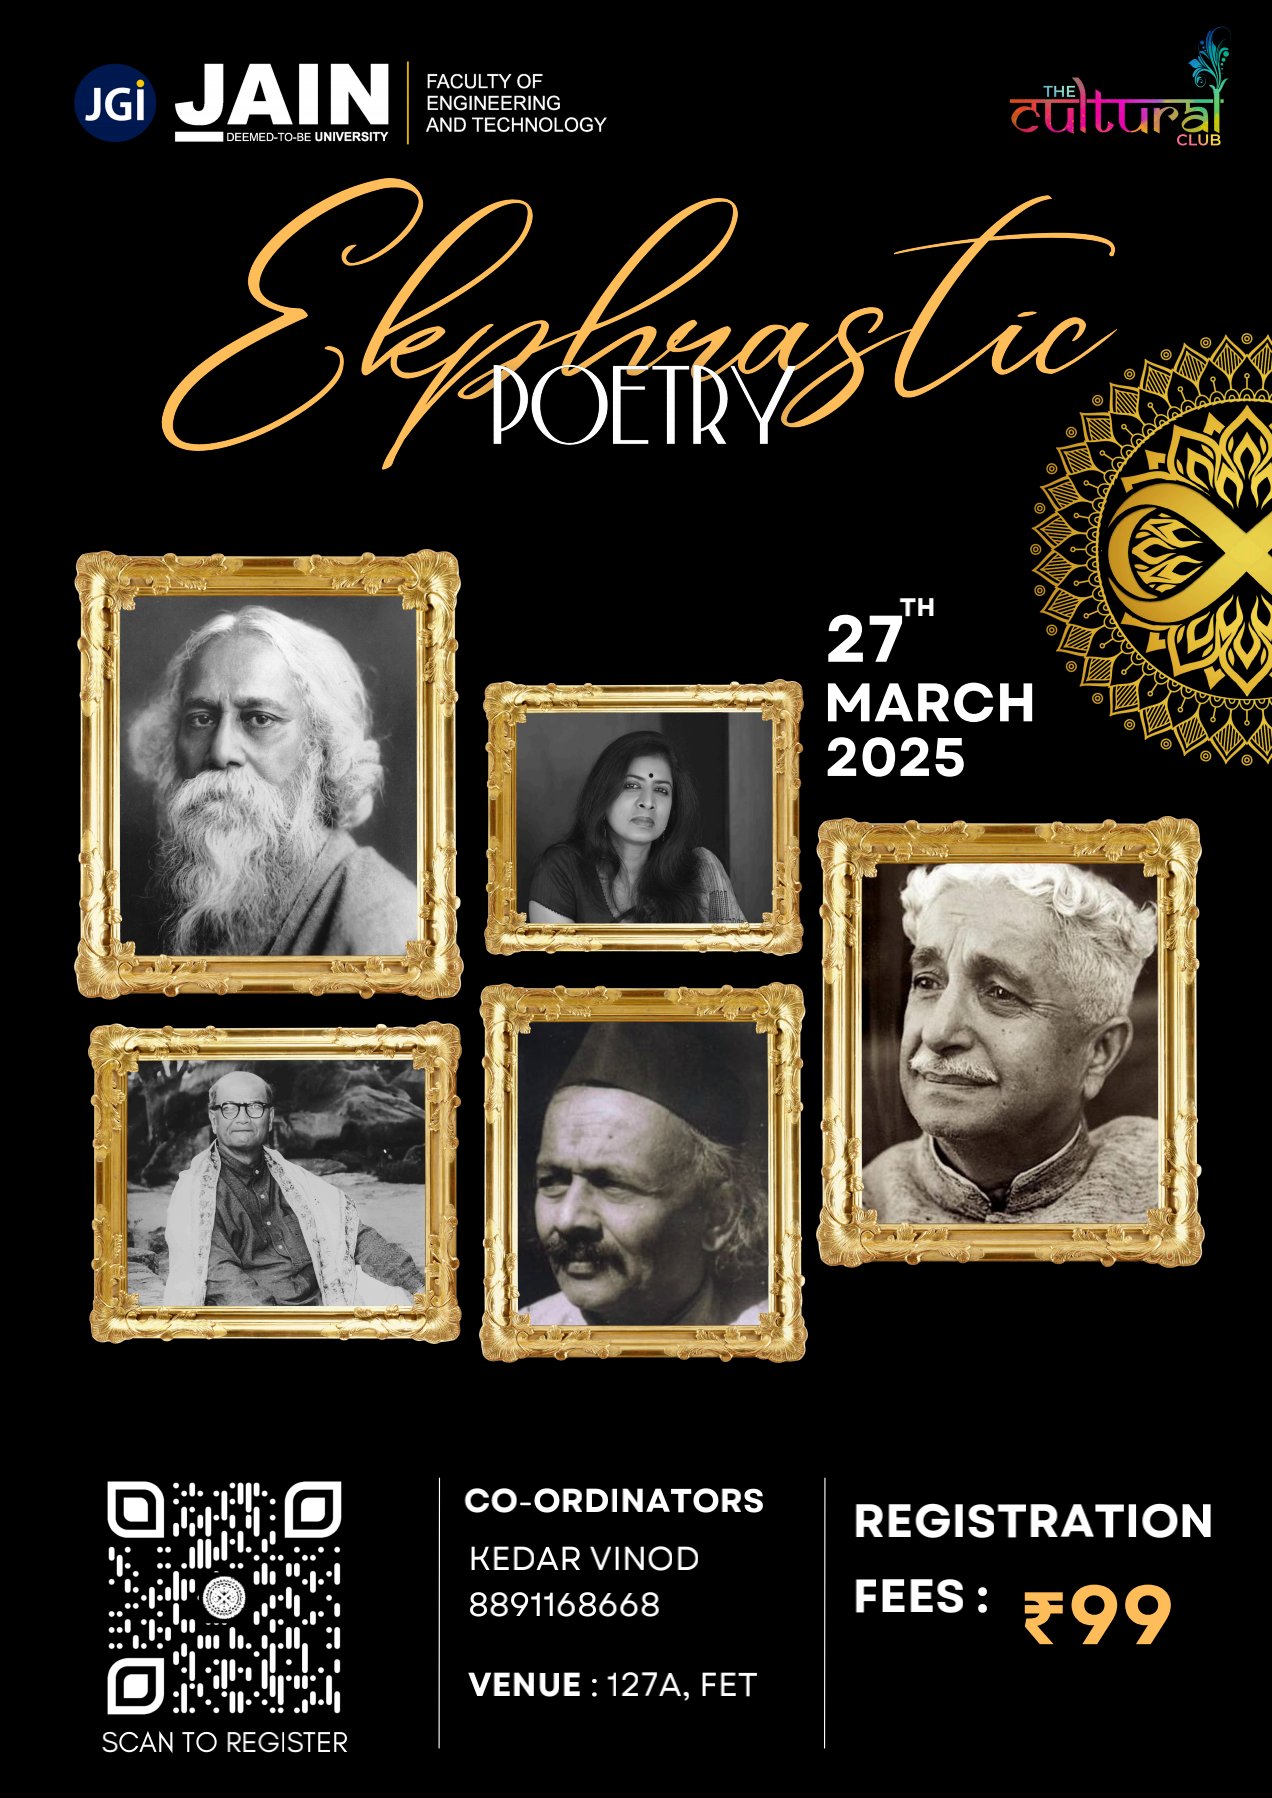 JGi
JAIN
DEEMED-TO-BE UNIVERSITY
FACULTY OF
ENGINEERING
AND TECHNOLOGY
THE
cultural
CLUB
Ekphrastic
POETRY
27TH
MARCH
2025
SCAN TO REGISTER
CO-ORDINATORS
KEDAR VINOD
8891168668
VENUE : 127A, FET
REGISTRATION
FEES : ₹99